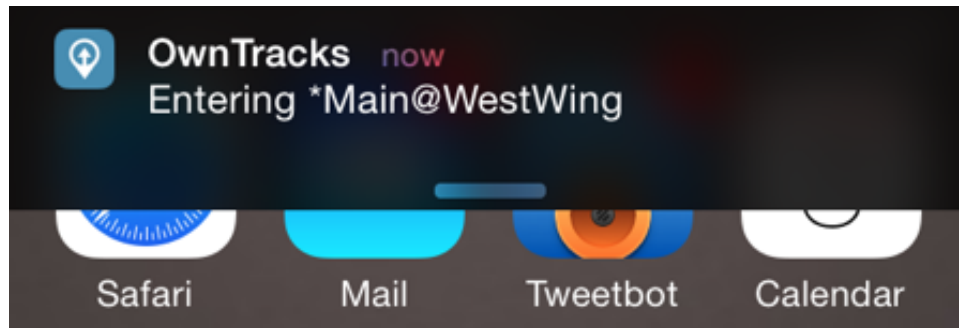 OwnTracks now
Entering *Main@WestWing
Safari Mail Tweetbot Calendar